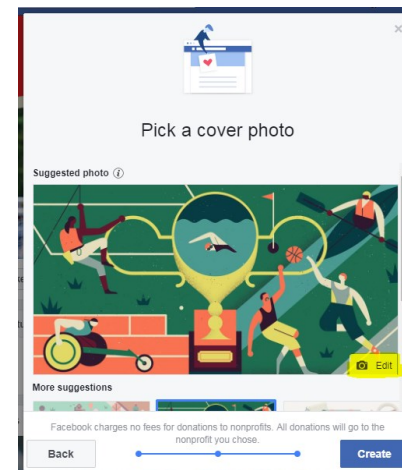 Pick a cover photo
Suggested photo
Edit
More suggestions
Facebook charges no fees for donations to nonprofits. All donations will go to the
nonprofit you chose.
Back
Create